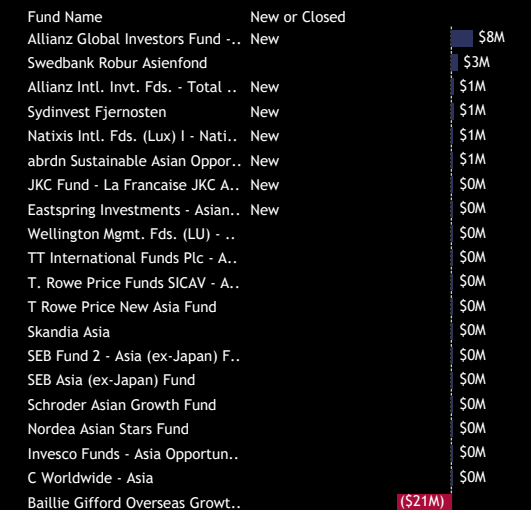 Fund Name New or Closed
Allianz Global Investors Fund -.. New $8M
Swedbank Robur Asienfond $3M
Allianz Intl. Invt. Fds. - Total .. New $1M
Sydinvest Fjernosten New $1M
Natixis Intl. Fds. (Lux) I - Nati.. New $1M
abrdn Sustainable Asian Oppor.. New $1M
JKC Fund - La Francaise JKC A.. New $0M
Eastspring Investments - Asian.. New $0M
Wellington Mgmt. Fds. (LU) - .. $0M
TT International Funds Plc - A.. $0M
T. Rowe Price Funds SICAV - A.. $0M
T Rowe Price New Asia Fund $0M
Skandia Asia $0M
SEB Fund 2 - Asia (ex-Japan) F.. $0M
SEB Asia (ex-Japan) Fund $0M
Schroder Asian Growth Fund $0M
Nordea Asian Stars Fund $0M
Invesco Funds - Asia Opportun.. $0M
C Worldwide - Asia $0M
Baillie Gifford Overseas Growt.. ($21M)